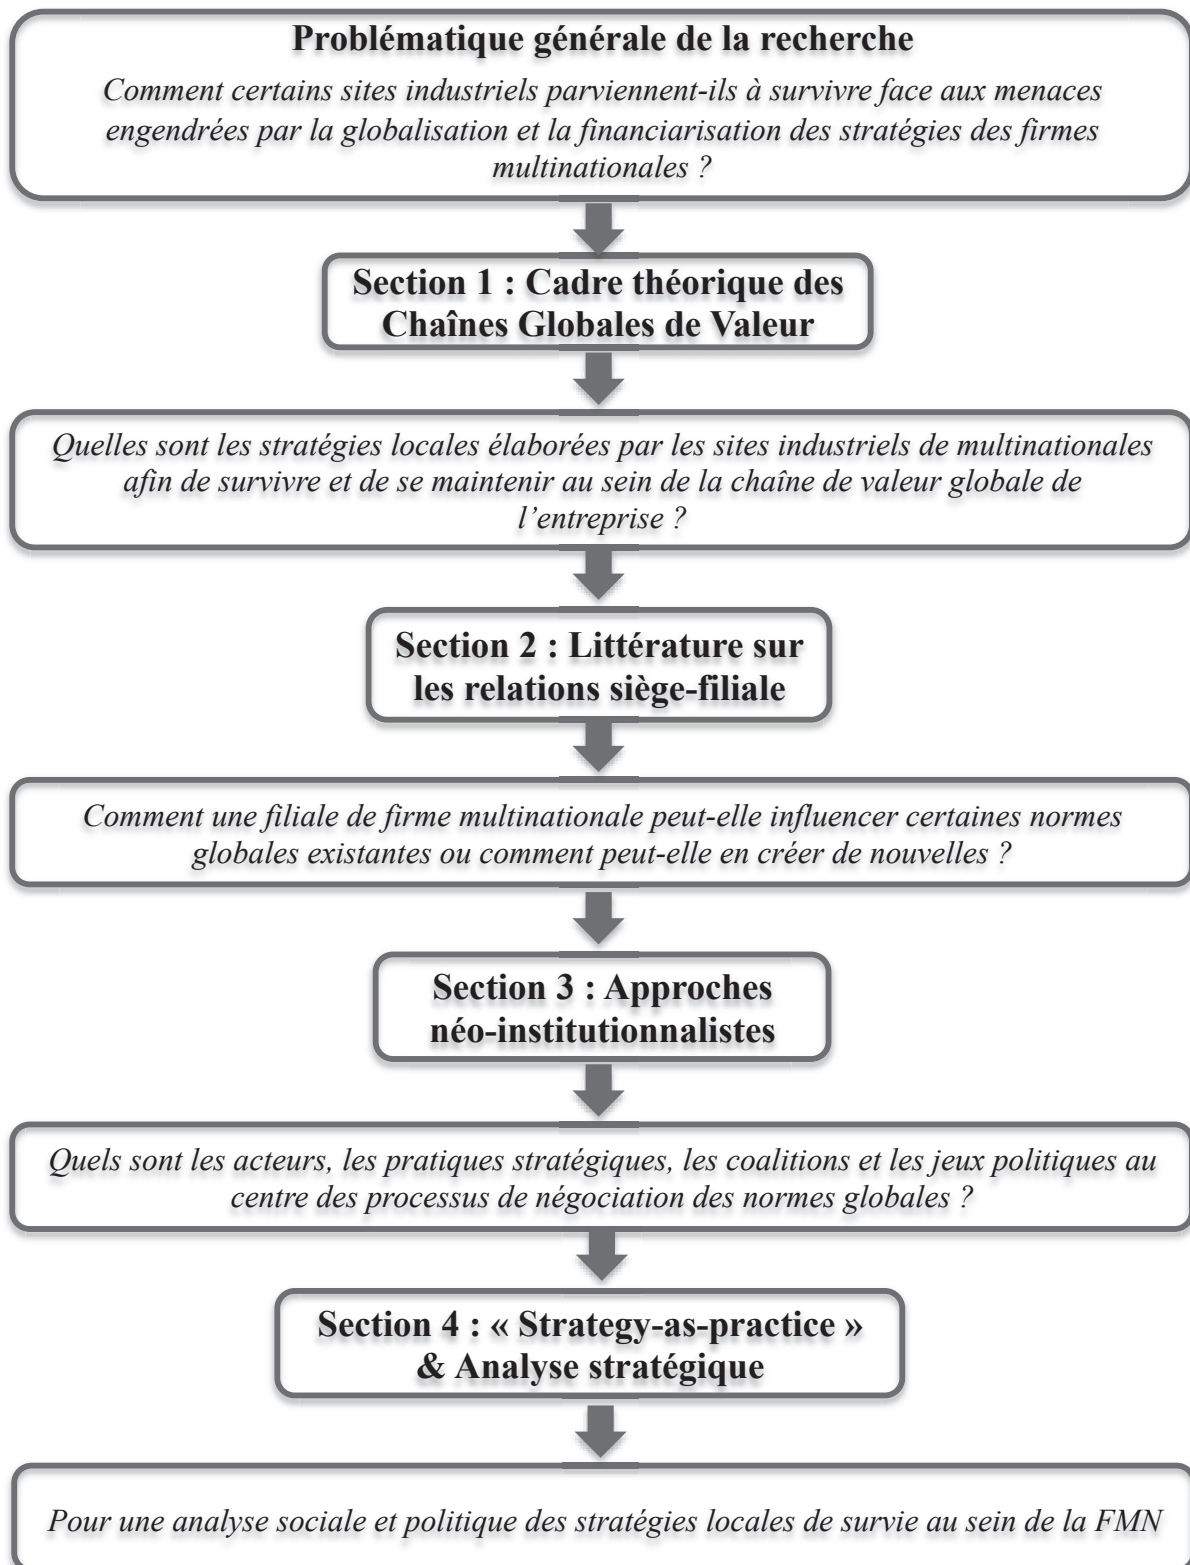 Problématique générale de la recherche
Comment certains sites industriels parviennent-ils à survivre face aux menaces
engendrées par la globalisation et la financiarisation des stratégies des firmes
multinationales ?
Section 1 : Cadre théorique des
Chaînes Globales de Valeur
Quelles sont les stratégies locales élaborées par les sites industriels de multinationales
afin de survivre et de se maintenir au sein de la chaîne de valeur globale de
l’entreprise ?
Section 2 : Littérature sur
les relations siège-filiale
Comment une filiale de firme multinationale peut-elle influencer certaines normes
globales existantes ou comment peut-elle en créer de nouvelles ?
Section 3 : Approches
néo-institutionnalistes
Quels sont les acteurs, les pratiques stratégiques, les coalitions et les jeux politiques au
centre des processus de négociation des normes globales ?
Section 4 : « Strategy-as-practice »
& Analyse stratégique
Pour une analyse sociale et politique des stratégies locales de survie au sein de la FMN